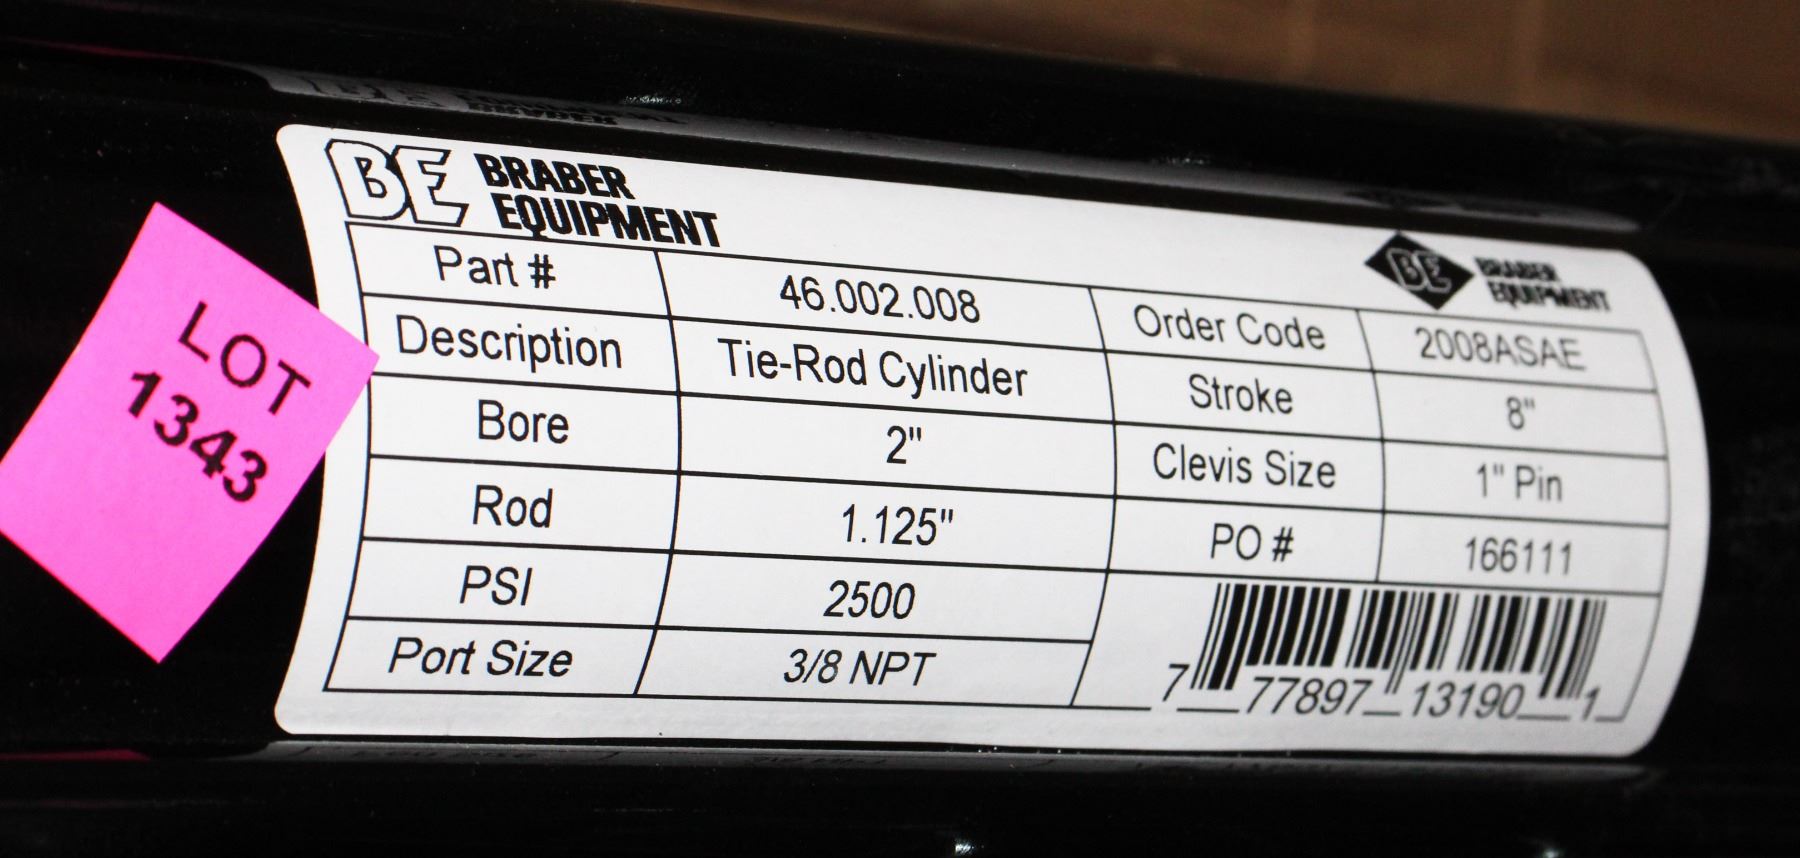 BE BRABER
EQUIPMENT
BE BRABER
EQUIPMENT
Part # 46.002.008 Order Code 2008ASAE
Description Tie-Rod Cylinder Stroke 8"
Bore 2" Clevis Size 1" Pin
Rod 1.125" PO # 166111
PSI 2500
Port Size 3/8 NPT
7 77897 13190 1
LOT
1343